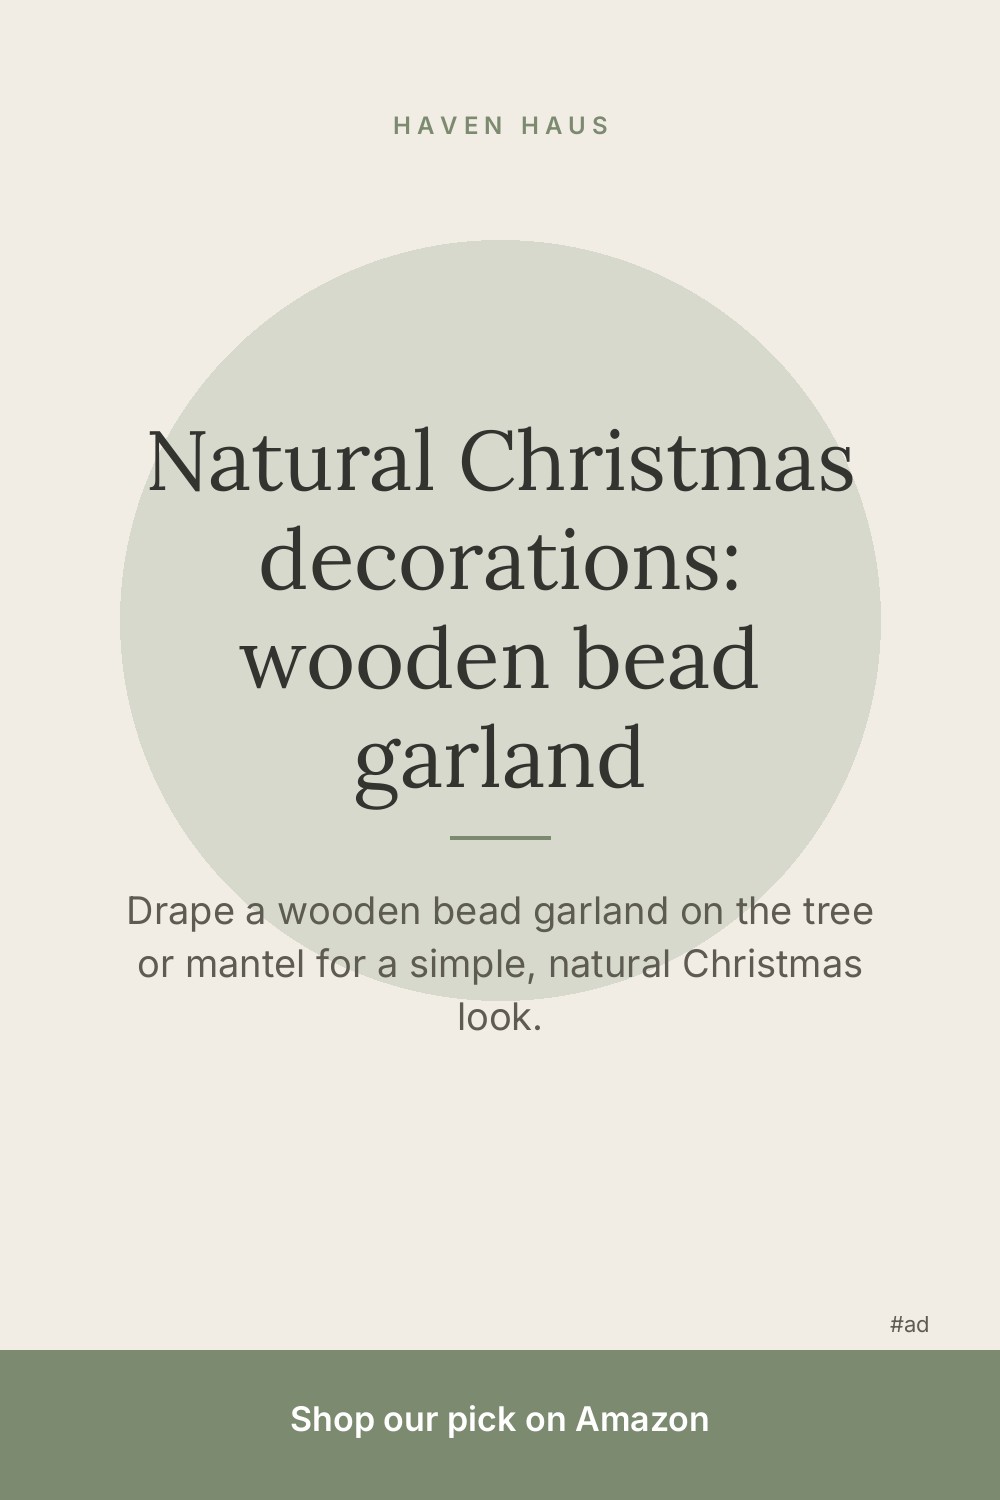 HAVEN HAUS
Natural Christmas
decorations:
wooden bead
garland
Drape a wooden bead garland on the tree
or mantel for a simple, natural Christmas
look.
#ad
Shop our pick on Amazon